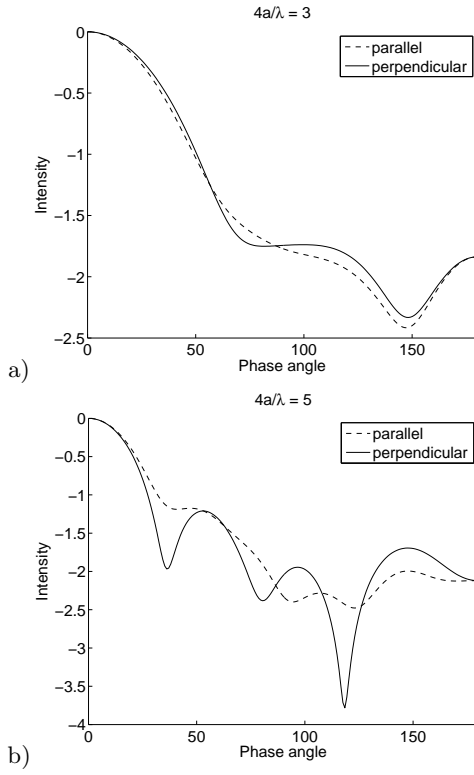 4a/λ = 3
parallel
perpendicular
0
−0.5
−1
−1.5
−2
−2.5
Intensity
0 50 100 150
Phase angle
a)
4a/λ = 5
parallel
perpendicular
0
−0.5
−1
−1.5
−2
−2.5
−3
−3.5
−4
Intensity
0 50 100 150
Phase angle
b)